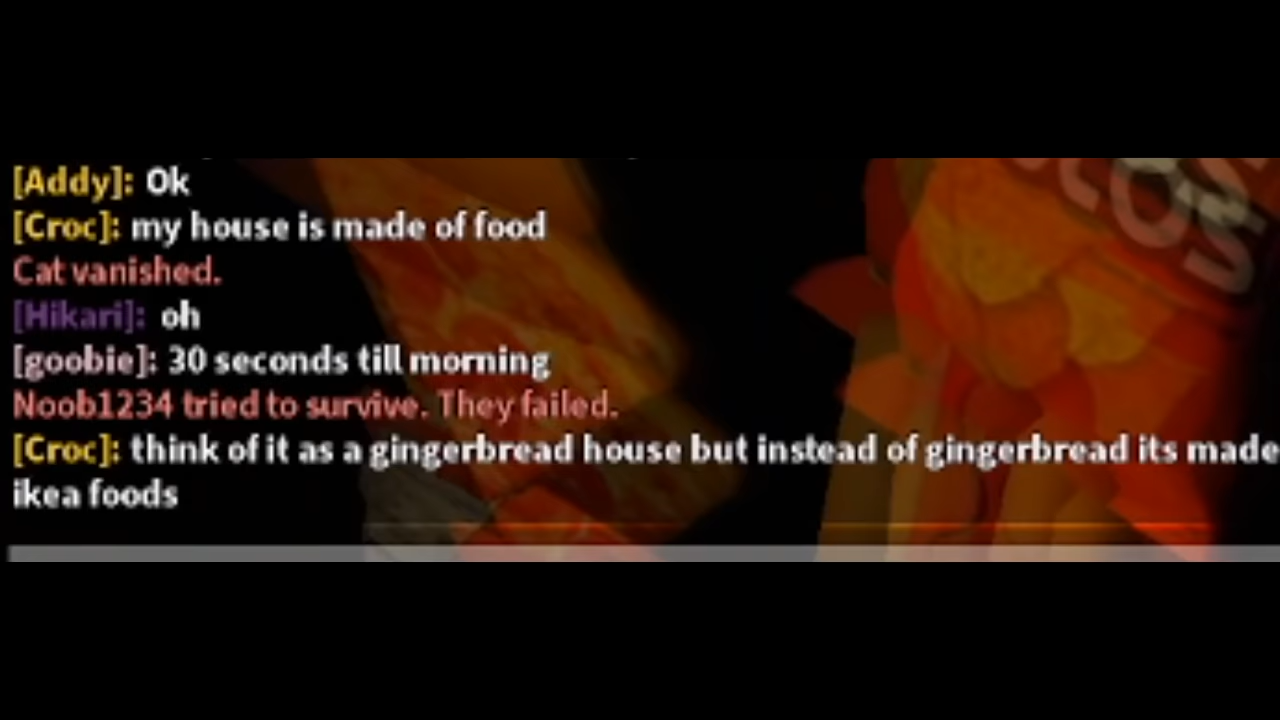 [Addy]: Ok
[Croc]: my house is made of food
Cat vanished.
[Hikari]: oh
[goobie]: 30 seconds till morning
Noob1234 tried to survive. They failed.
[Croc]: think of it as a gingerbread house but instead of gingerbread its made
ikea foods